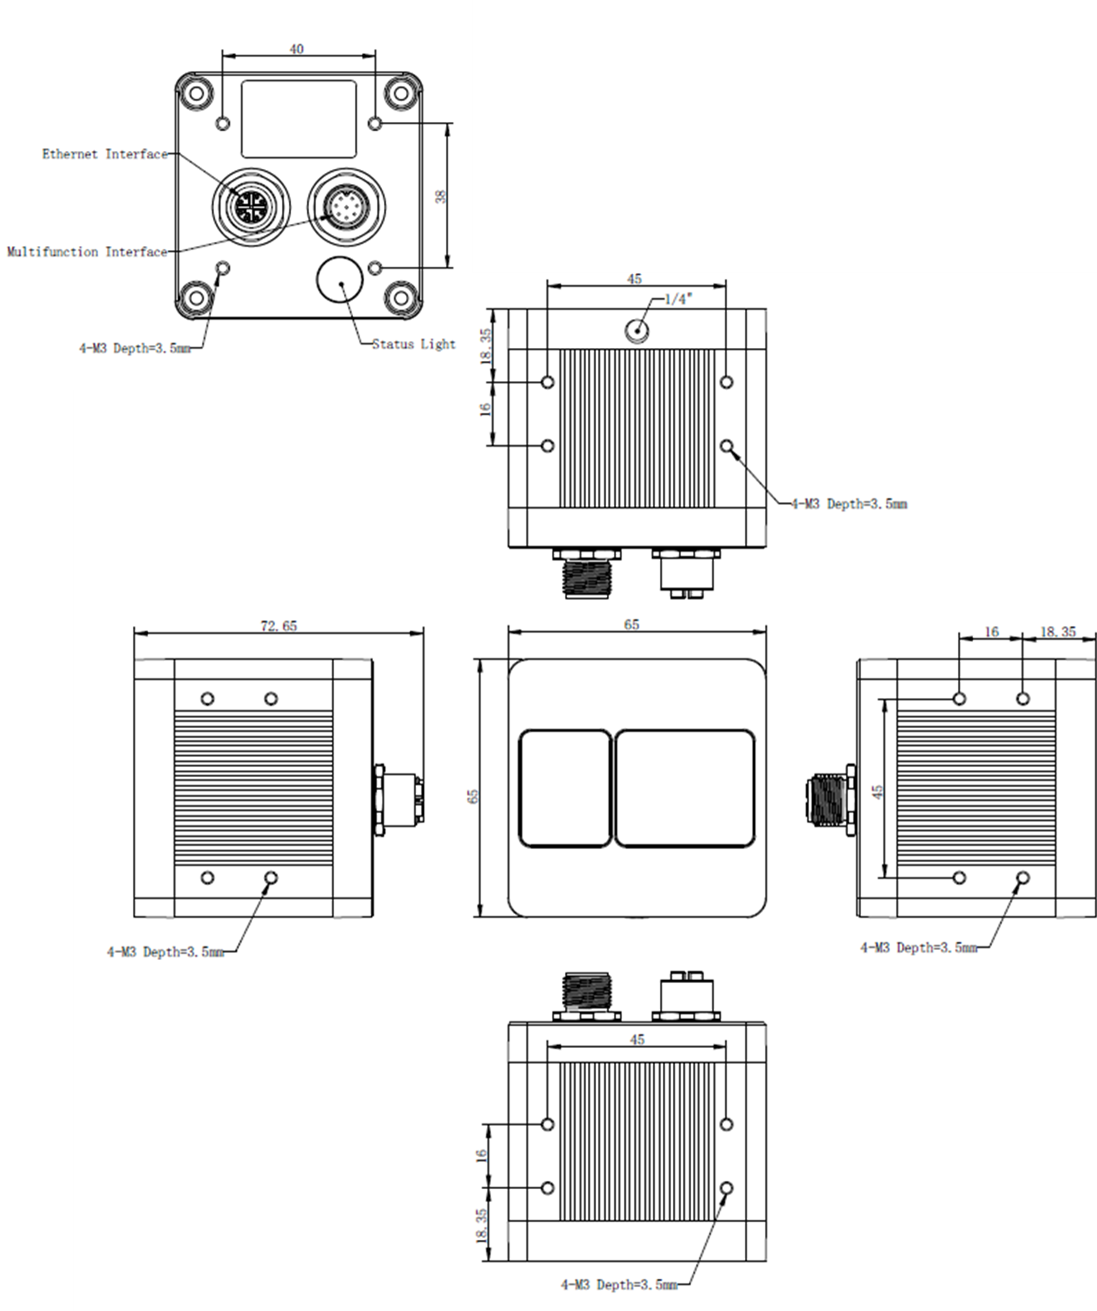 40
Ethernet Interface
38
Multifunction Interface
4-M3 Depth=3.5mm
Status Light
45
1/4"
18.35
16
4-M3 Depth=3.5mm
72.65
65
16
18.35
65
45
4-M3 Depth=3.5mm
4-M3 Depth=3.5mm
45
16
18.35
4-M3 Depth=3.5mm